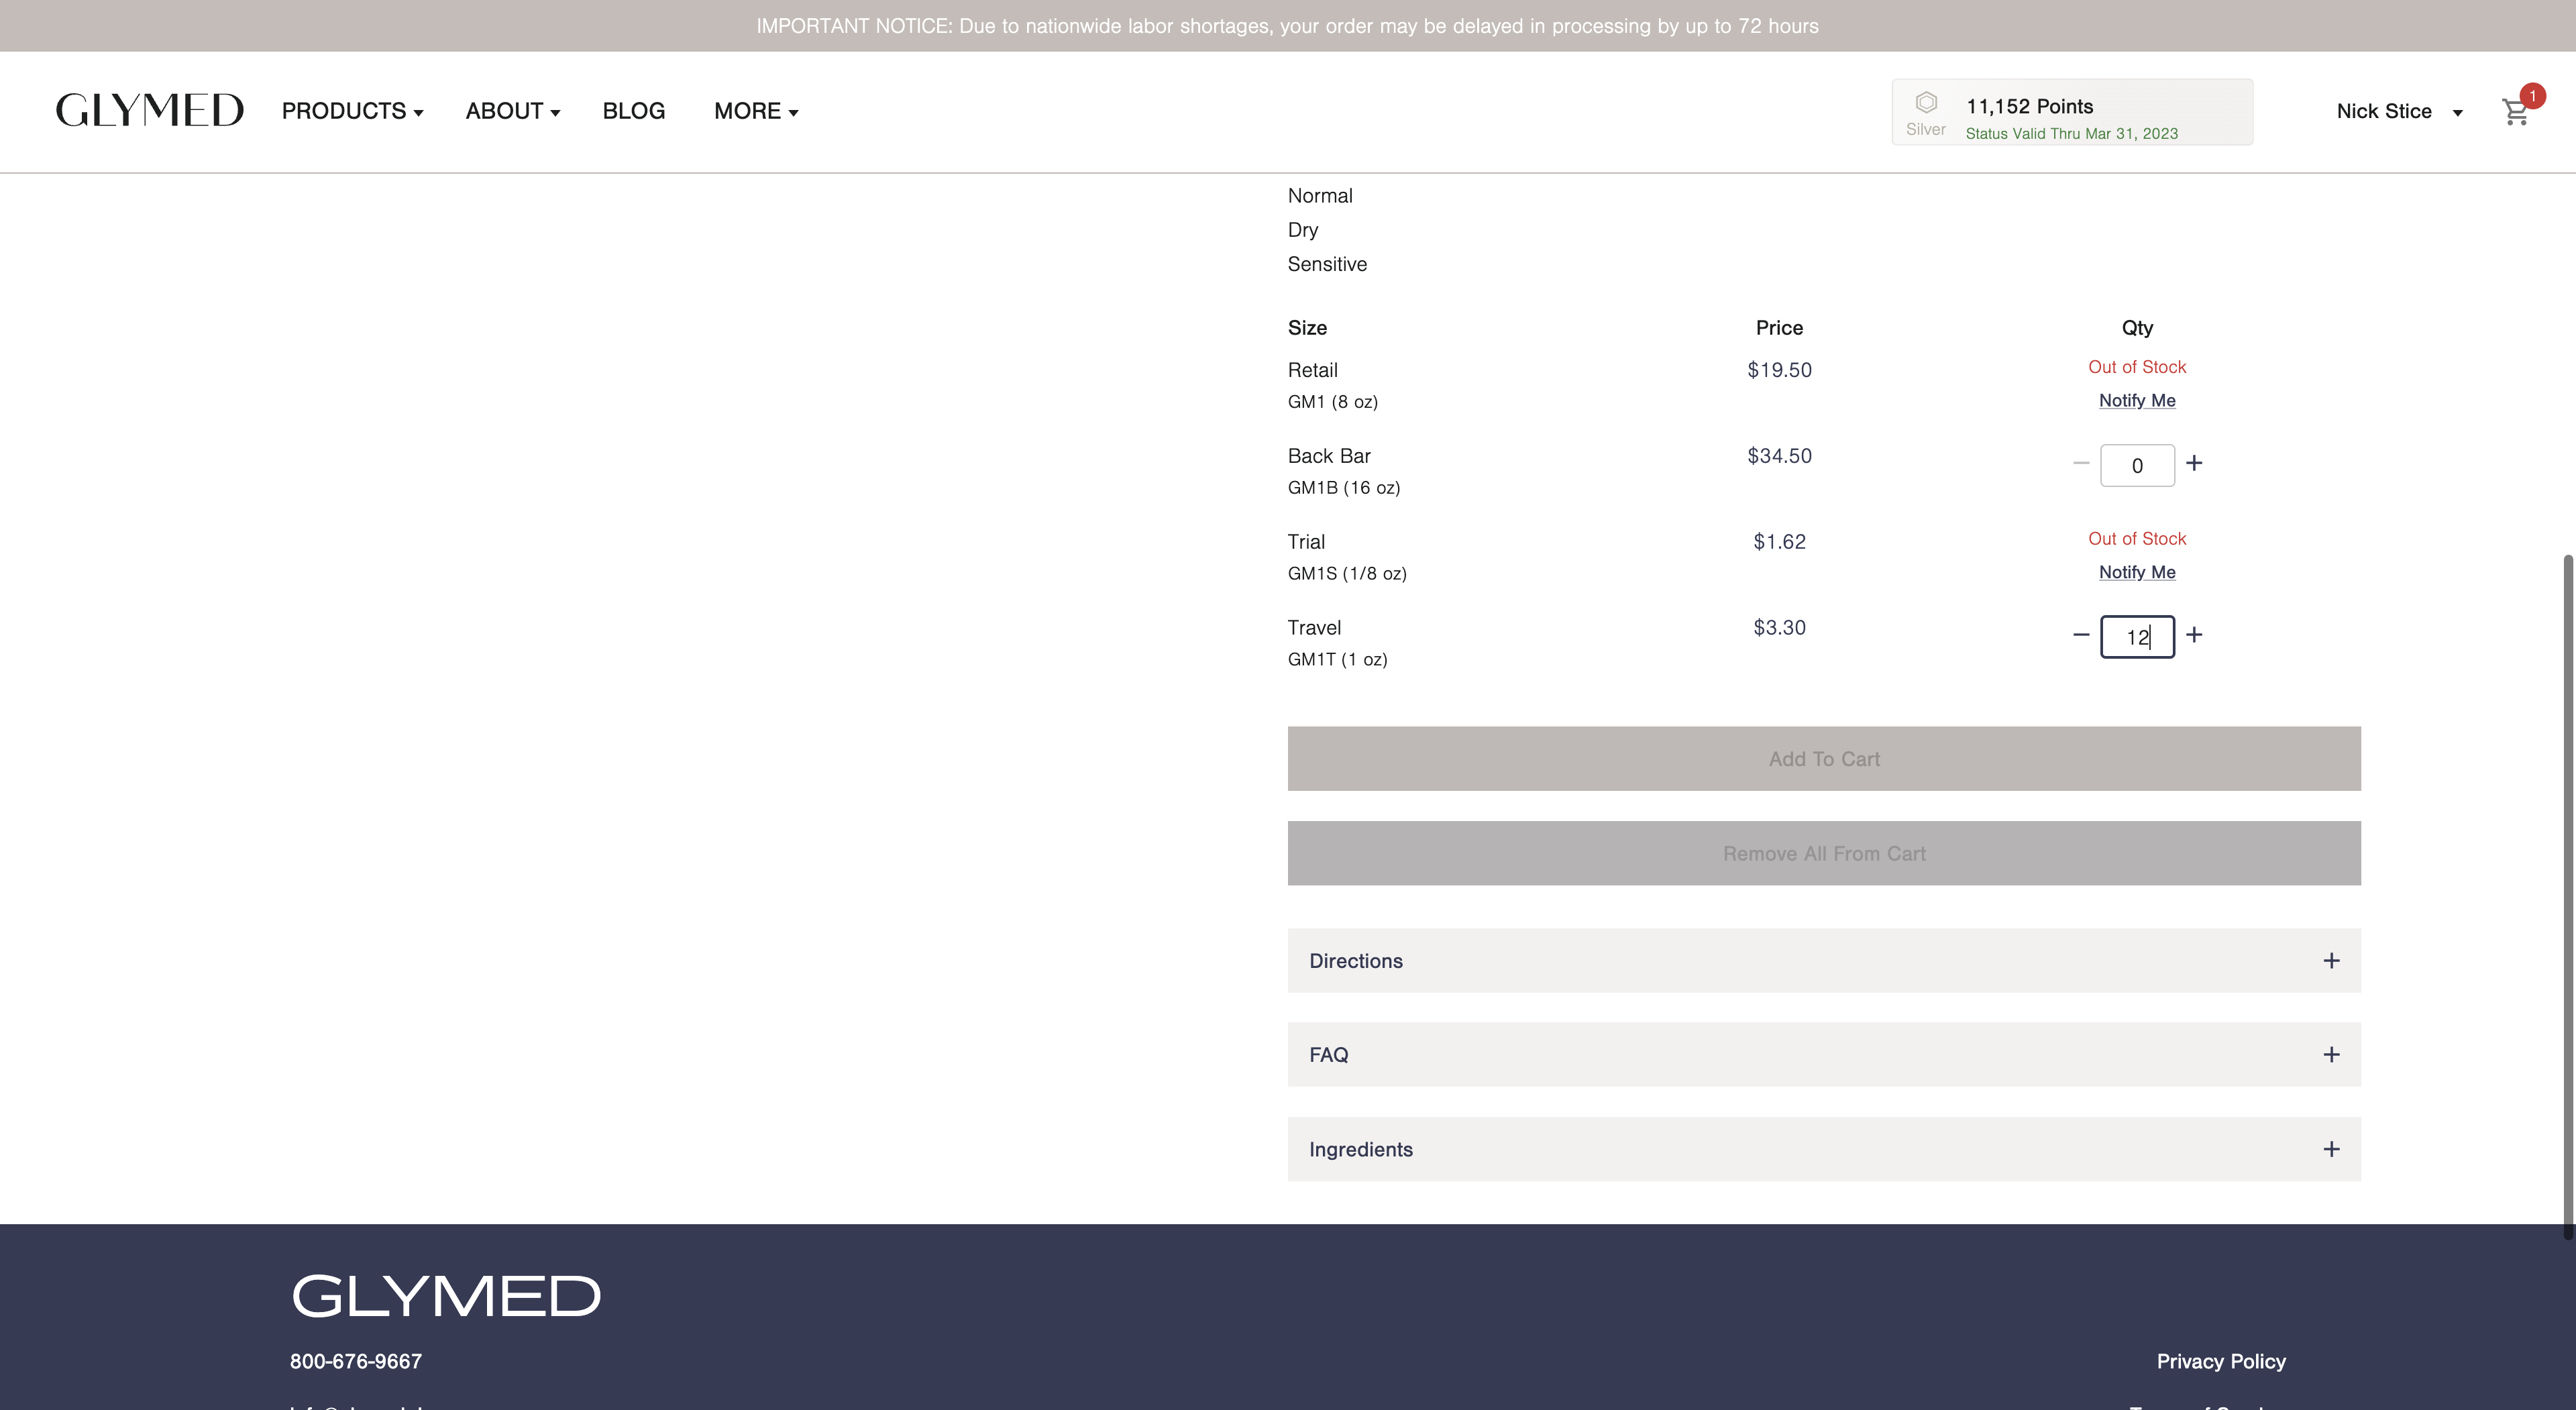 IMPORTANT NOTICE: Due to nationwide labor shortages, your order may be delayed in processing by up to 72 hours
GLYMED PRODUCTS ABOUT BLOG MORE Silver 11,152 Points Status Valid Thru Mar 31, 2023 Nick Stice 1
Normal
Dry
Sensitive
Size Price Qty
Retail $19.50 Out of Stock
GM1 (8 oz) Notify Me
Back Bar $34.50 − 0 +
GM1B (16 oz)
Trial $1.62 Out of Stock
GM1S (1/8 oz) Notify Me
Travel $3.30 − 12 +
GM1T (1 oz)
Add To Cart
Remove All From Cart
Directions +
FAQ +
Ingredients +
GLYMED
800-676-9667 Privacy Policy